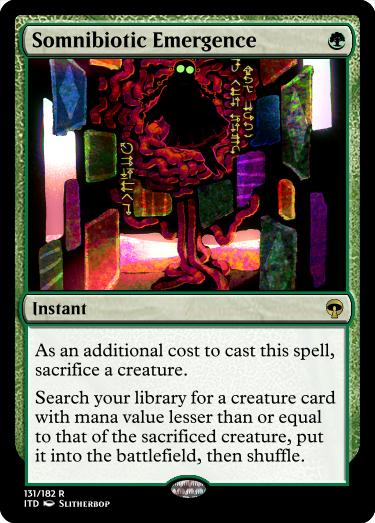 Somnibiotic Emergence
Instant
As an additional cost to cast this spell,
sacrifice a creature.
Search your library for a creature card
with mana value lesser than or equal
to that of the sacrificed creature, put
it into the battlefield, then shuffle.
131/182 R
ITD SLITHERBOP